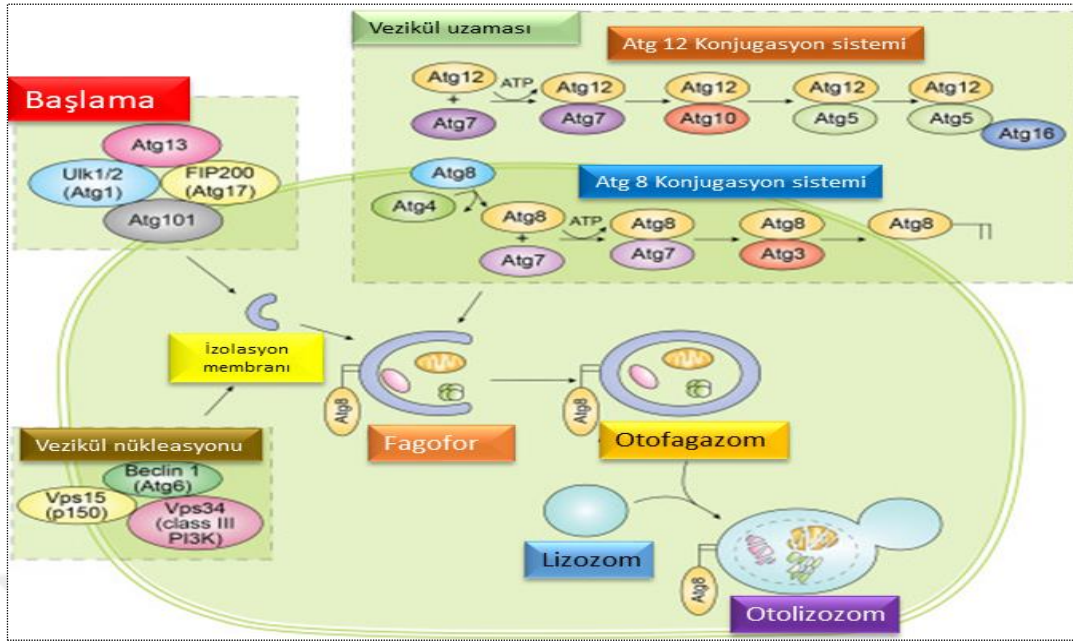 Başlama
Atg13
Ulk1/2
(Atg1)
FIP200
(Atg17)
Atg101
Vezikül uzaması
Atg 12 Konjugasyon sistemi
Atg12
+
Atg7
ATP
Atg12
Atg7
Atg12
Atg10
Atg12
Atg5
Atg12
Atg5
Atg16
Atg 8 Konjugasyon sistemi
Atg8
Atg4
Atg8
+
Atg7
ATP
Atg8
Atg7
Atg8
Atg3
Atg8
İzolasyon
membranı
Atg8
Fagofor
Atg8
Otofagazom
Vezikül nükleasyonu
Beclin 1
(Atg6)
Vps15
(p150)
Vps34
(class III
PI3K)
Lizozom
Atg8
Otolizozom